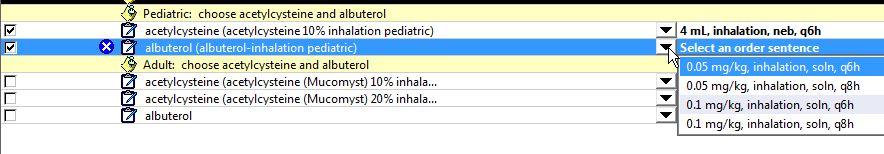 Pediatric: choose acetylcysteine and albuterol
acetylcysteine (acetylcysteine 10% inhalation pediatric) 4 mL, inhalation, neb, q6h
albuterol (albuterol-inhalation pediatric) Select an order sentence
Adult: choose acetylcysteine and albuterol 0.05 mg/kg, inhalation, soln, q6h
acetylcysteine (acetylcysteine (Mucomyst) 10% inhala... 0.05 mg/kg, inhalation, soln, q8h
acetylcysteine (acetylcysteine (Mucomyst) 20% inhala... 0.1 mg/kg, inhalation, soln, q6h
albuterol 0.1 mg/kg, inhalation, soln, q8h